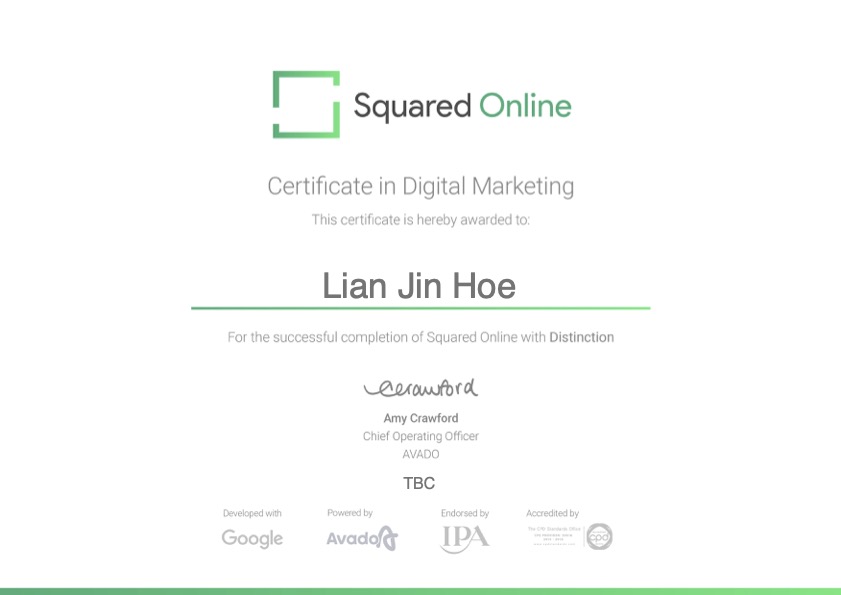 Squared Online
Certificate in Digital Marketing
This certificate is hereby awarded to:
Lian Jin Hoe
For the successful completion of Squared Online with Distinction
Crawford
Amy Crawford
Chief Operating Officer
AVADO
TBC
Developed with Powered by Endorsed by Accredited by
Google Avado IPA The CPD Standards Office cpd